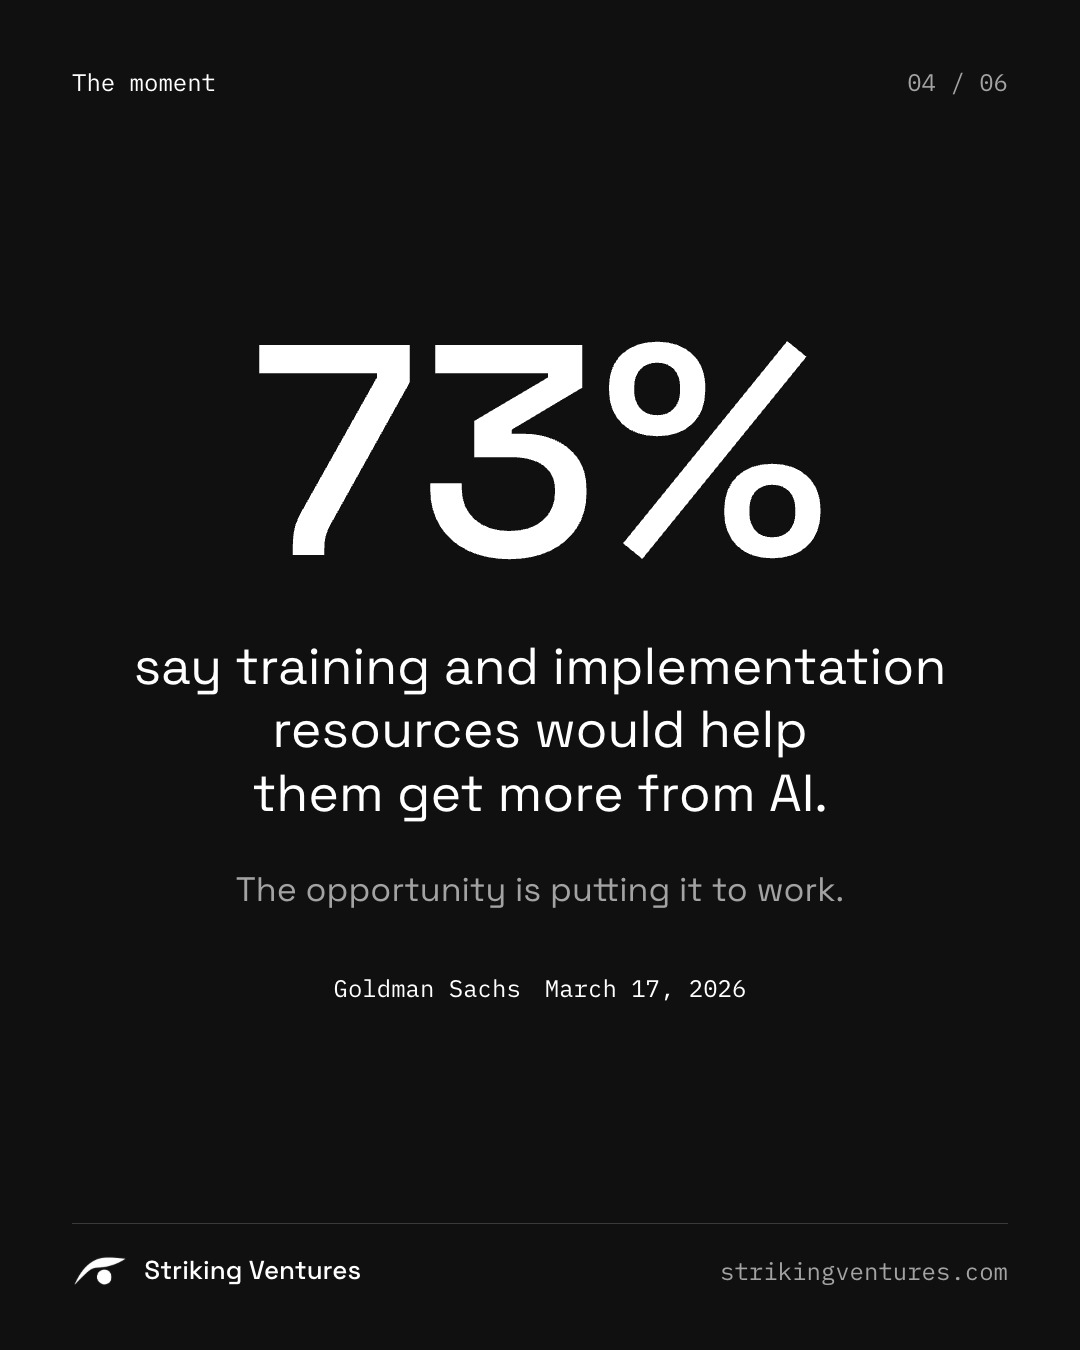 The moment
04 / 06
73%
say training and implementation
resources would help
them get more from AI.
The opportunity is putting it to work.
Goldman Sachs March 17, 2026
Striking Ventures
strikingventures.com